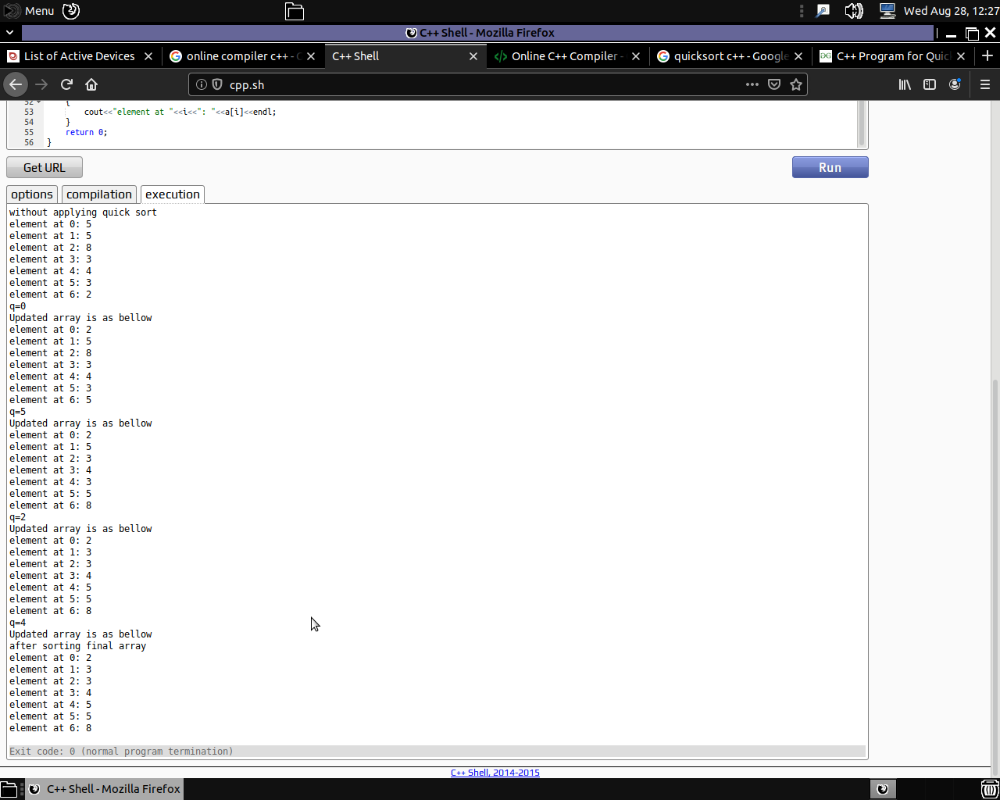 Menu
Wed Aug 28, 12:27
C++ Shell - Mozilla Firefox
List of Active Devices
online compiler c++ -
C++ Shell
Online C++ Compiler -
quicksort c++ - Google
C++ Program for Quic
cpp.sh
52 {
53 cout<<"element at "<<i<<": "<<a[i]<<endl;
54 }
55 return 0;
56 }
Get URL
Run
options compilation execution
without applying quick sort
element at 0: 5
element at 1: 5
element at 2: 8
element at 3: 3
element at 4: 4
element at 5: 3
element at 6: 2
q=0
Updated array is as bellow
element at 0: 2
element at 1: 5
element at 2: 8
element at 3: 3
element at 4: 4
element at 5: 3
element at 6: 5
q=5
Updated array is as bellow
element at 0: 2
element at 1: 5
element at 2: 3
element at 3: 4
element at 4: 3
element at 5: 5
element at 6: 8
q=2
Updated array is as bellow
element at 0: 2
element at 1: 3
element at 2: 3
element at 3: 4
element at 4: 5
element at 5: 5
element at 6: 8
q=4
Updated array is as bellow
after sorting final array
element at 0: 2
element at 1: 3
element at 2: 3
element at 3: 4
element at 4: 5
element at 5: 5
element at 6: 8
Exit code: 0 (normal program termination)
C++ Shell, 2014-2015
C++ Shell - Mozilla Firefox